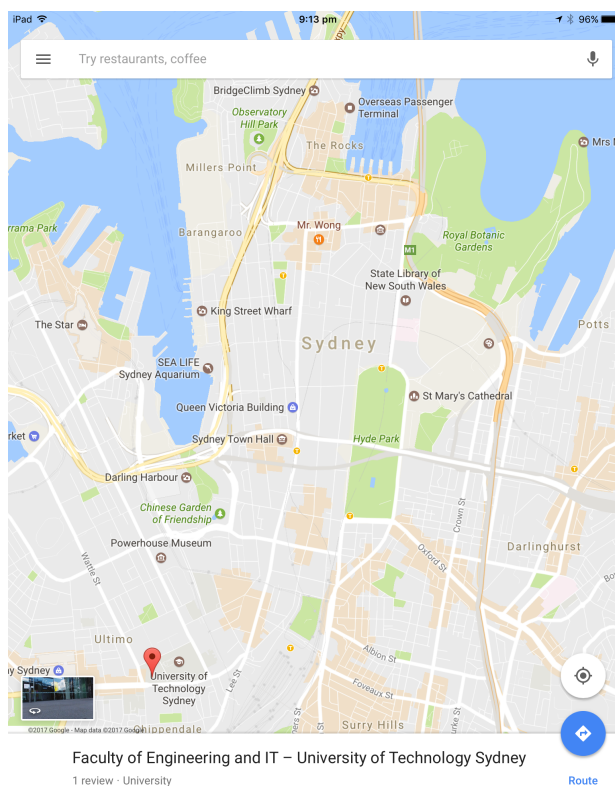 iPad 9:13 pm 96%
Try restaurants, coffee
BridgeClimb Sydney
Overseas Passenger
Terminal
Observatory
Hill Park
The Rocks
Mrs
Millers Point
rrama Park
Barangaroo
Mr. Wong
Royal Botanic
Gardens
M1
State Library of
New South Wales
King Street Wharf
The Star
Potts
Sydney
SEA LIFE
Sydney Aquarium
St Mary's Cathedral
Queen Victoria Building
rket
Sydney Town Hall
Hyde Park
Darling Harbour
Chinese Garden
of Friendship
Crown St
Powerhouse Museum
Oxford St
Darlinghurst
Wattle St
Ultimo
Albion St
ay Sydney
University of
Technology
Sydney
Lee St
Foveaux St
Chippendale
Surry Hills
©2017 Google - Map data ©2017 Google
Faculty of Engineering and IT – University of Technology Sydney
1 review · University
Route